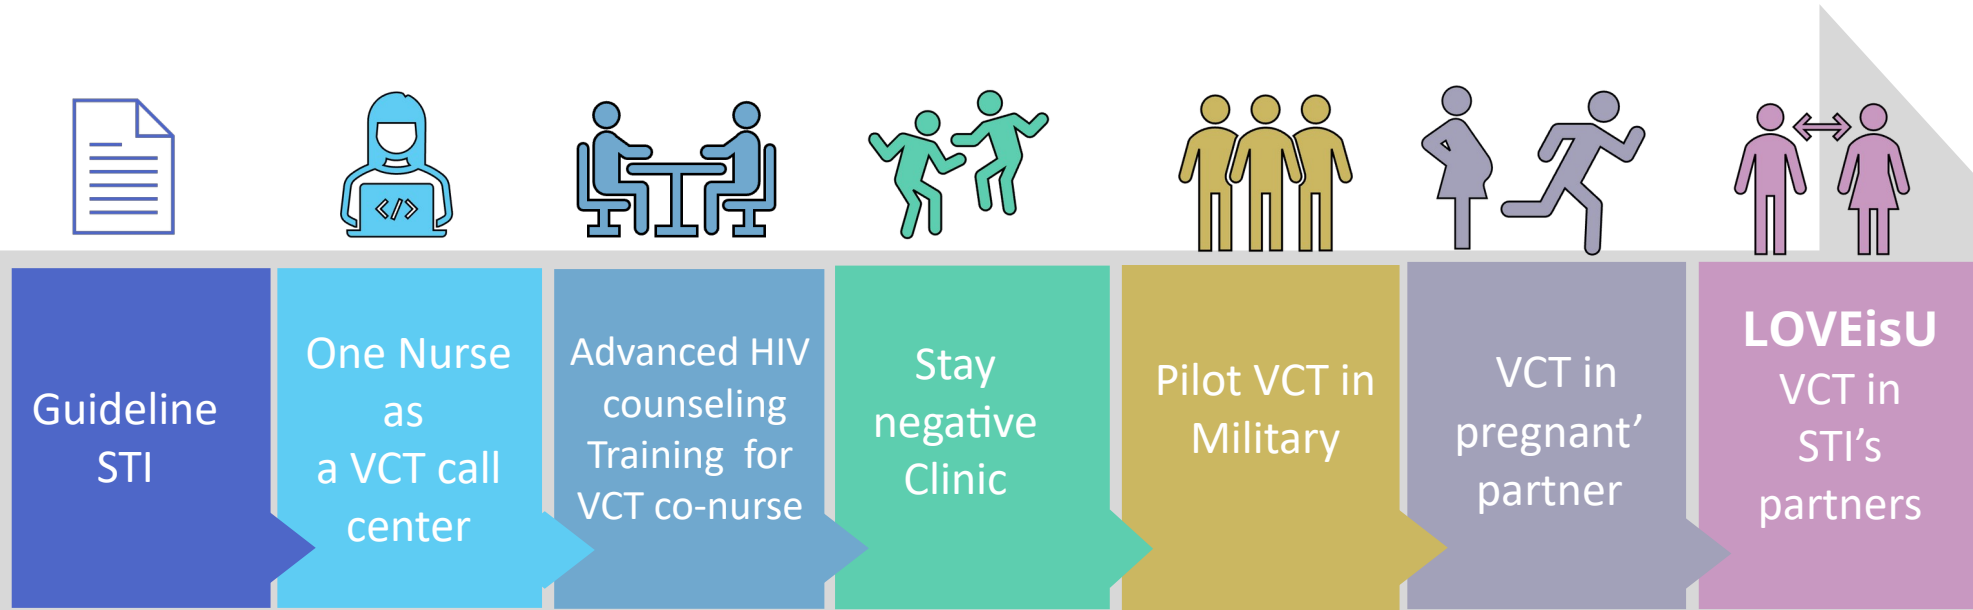 Guideline
STI
One Nurse
as
a VCT call
center
Advanced HIV
counseling
Training for
VCT co-nurse
Stay
negative
Clinic
Pilot VCT in
Military
VCT in
pregnant’
partner
LOVEisU
VCT in
STI’s
partners